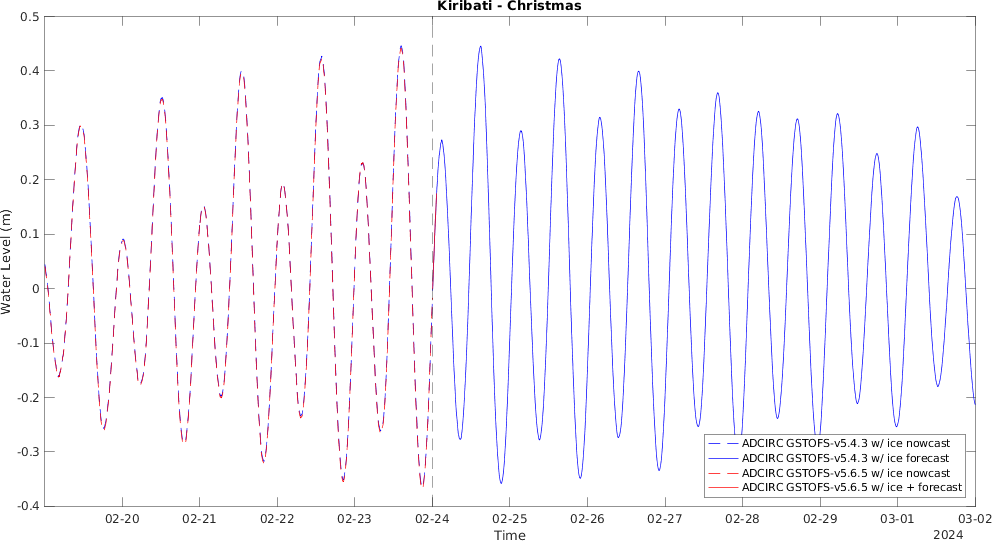 Kiribati - Christmas
0.5
0.4
0.3
0.2
0.1
0
-0.1
-0.2
-0.3
-0.4
Water Level (m)
ADCIRC GSTOFS-v5.4.3 w/ ice nowcast
ADCIRC GSTOFS-v5.4.3 w/ ice forecast
ADCIRC GSTOFS-v5.6.5 w/ ice nowcast
ADCIRC GSTOFS-v5.6.5 w/ ice + forecast
02-20 02-21 02-22 02-23 02-24 02-25 02-26 02-27 02-28 02-29 03-01 03-02
Time
2024